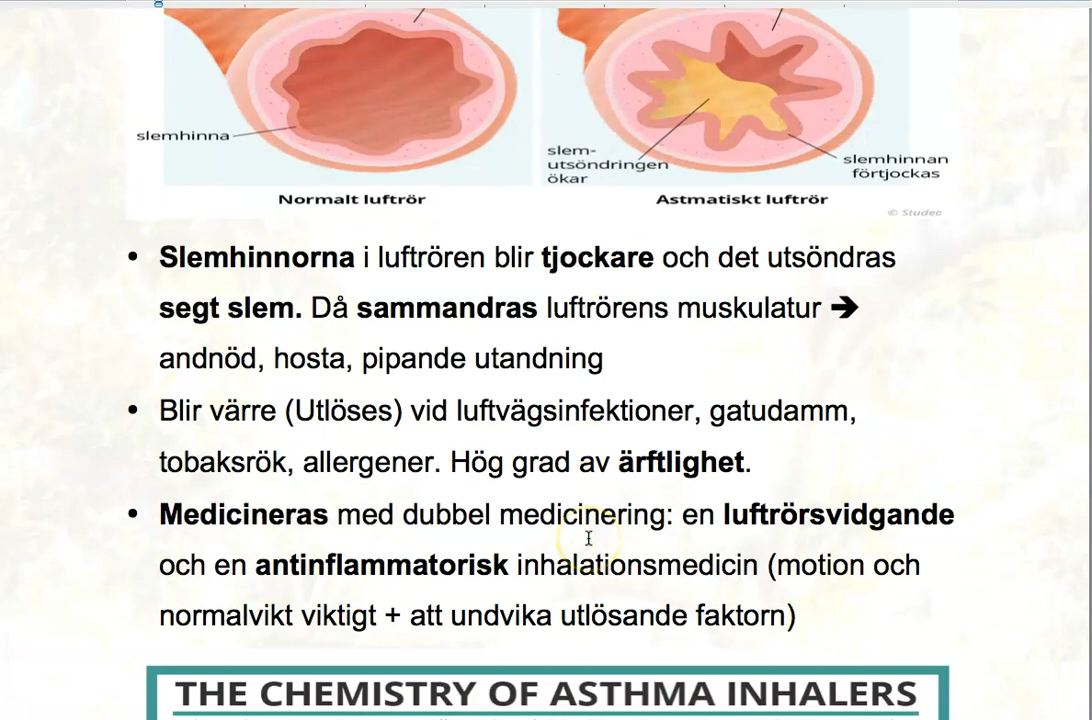 slemhinna
slem-
utsöndringen
ökar
slemhinnan
förtjockas
Normalt luftrör
Astmatiskt luftrör
© Studeo
• Slemhinnorna i luftrören blir tjockare och det utsöndras
segt slem. Då sammandras luftrörens muskulatur ➔
andnöd, hosta, pipande utandning
• Blir värre (Utlöses) vid luftvägsinfektioner, gatudamm,
tobaksrök, allergener. Hög grad av ärftlighet.
• Medicineras med dubbel medicinering: en luftrörsvidgande
och en antinflammatorisk inhalationsmedicin (motion och
normalvikt viktigt + att undvika utlösande faktorn)
THE CHEMISTRY OF ASTHMA INHALERS